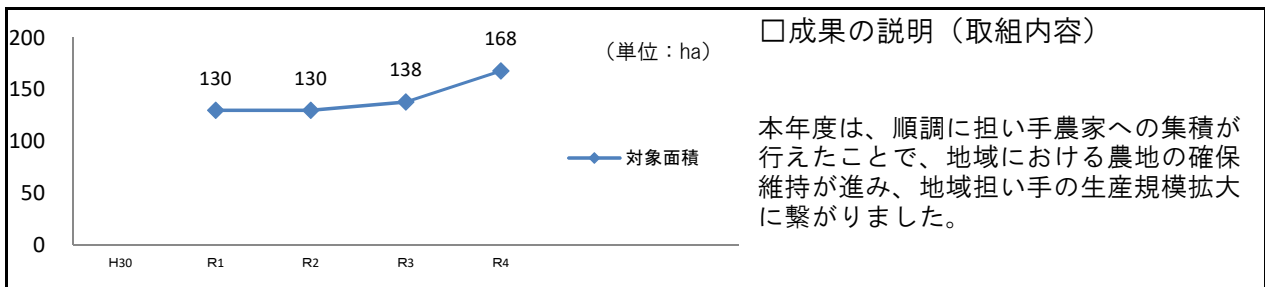 200
150
100
50
0
130
130
138
168
（単位：ha）
対象面積
H30
R1
R2
R3
R4
□成果の説明（取組内容）
本年度は、順調に担い手農家への集積が
行えたことで、地域における農地の確保
維持が進み、地域担い手の生産規模拡大
に繋がりました。